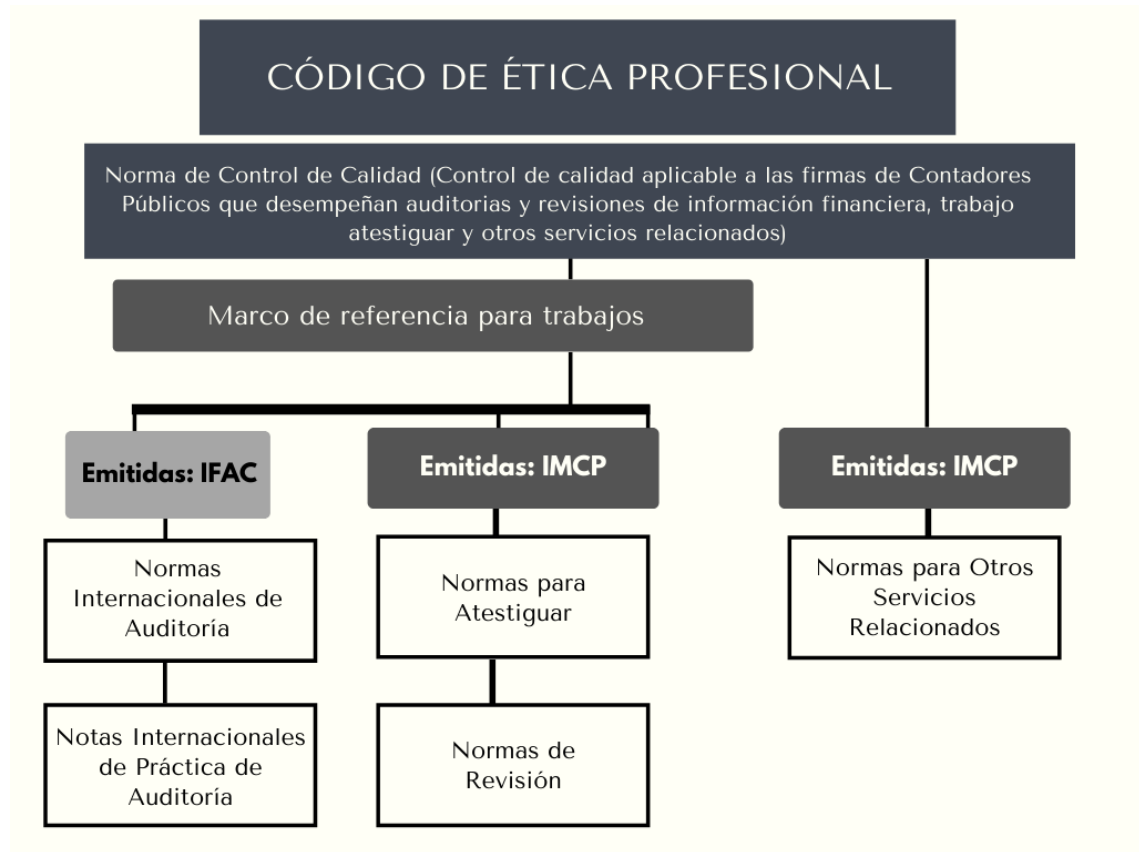 CÓDIGO DE ÉTICA PROFESIONAL
Norma de Control de Calidad (Control de calidad aplicable a las firmas de Contadores
Públicos que desempeñan auditorias y revisiones de información financiera, trabajo
atestiguar y otros servicios relacionados)
Marco de referencia para trabajos
Emitidas: IFAC
Normas
Internacionales de
Auditoría
Notas Internacionales
de Práctica de
Auditoría
Emitidas: IMCP
Normas para
Atestiguar
Normas de
Revisión
Emitidas: IMCP
Normas para Otros
Servicios
Relacionados